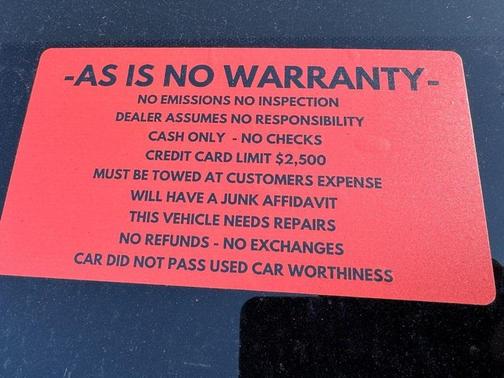 -AS IS NO WARRANTY-
NO EMISSIONS NO INSPECTION
DEALER ASSUMES NO RESPONSIBILITY
CASH ONLY - NO CHECKS
CREDIT CARD LIMIT $2,500
MUST BE TOWED AT CUSTOMERS EXPENSE
WILL HAVE A JUNK AFFIDAVIT
THIS VEHICLE NEEDS REPAIRS
NO REFUNDS - NO EXCHANGES
CAR DID NOT PASS USED CAR WORTHINESS